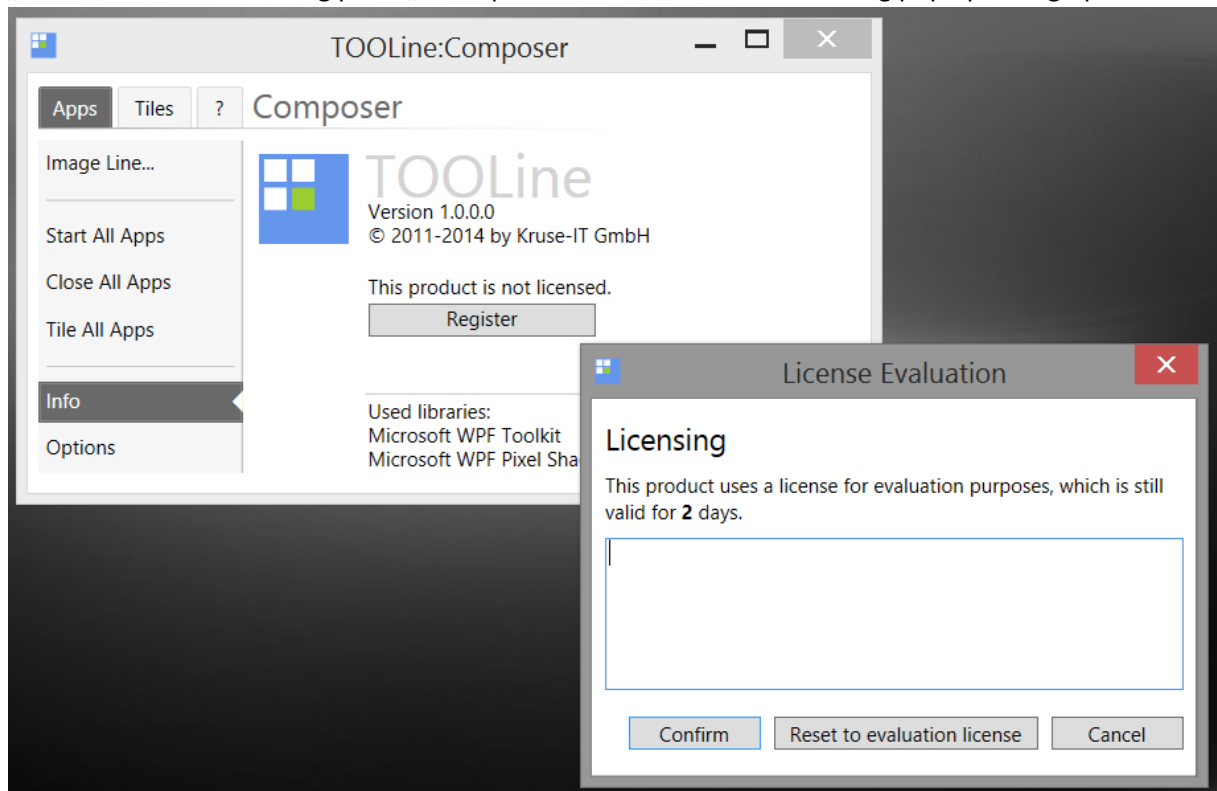 TOOLine:Composer
Apps
Tiles
?
Composer
Image Line...
Start All Apps
Close All Apps
Tile All Apps
Info
Options
TOOLine
Version 1.0.0.0
© 2011-2014 by Kruse-IT GmbH
This product is not licensed.
Register
Used libraries:
Microsoft WPF Toolkit
Microsoft WPF Pixel
License Evaluation
Licensing
This product uses a license for evaluation purposes, which is still
valid for 2 days.
Confirm
Reset to evaluation license
Cancel